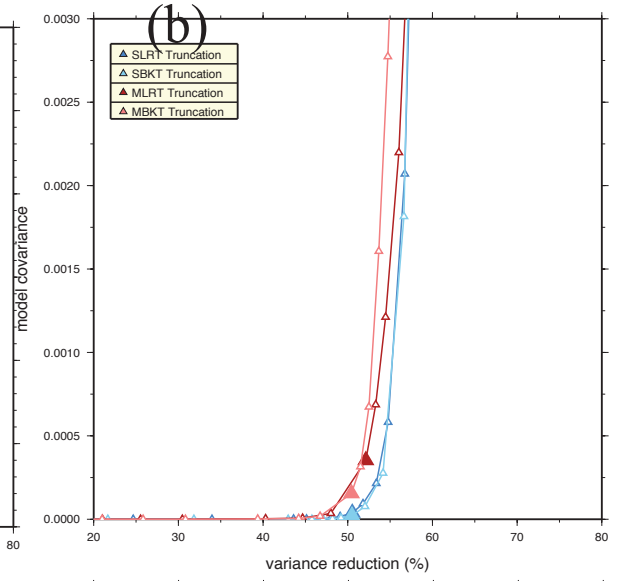 (b)
0.0030
SLRT Truncation
SBKT Truncation
MLRT Truncation
MBKT Truncation
0.0025
0.0020
0.0015
0.0010
0.0005
0.0000
model covariance
80
20 30 40 50 60 70 80
variance reduction (%)